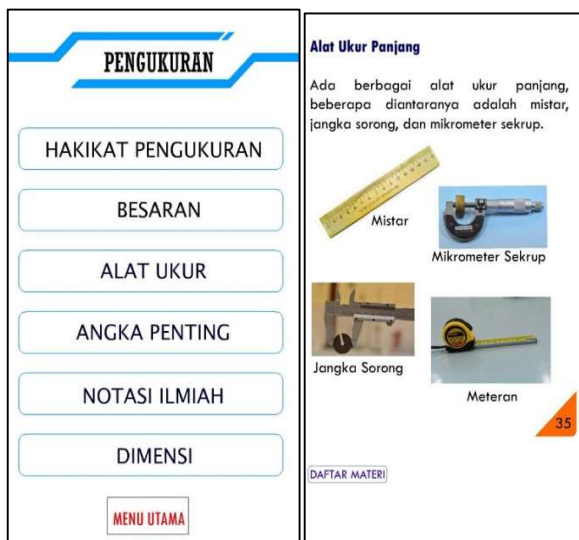 PENGUKURAN
HAKIKAT PENGUKURAN
BESARAN
ALAT UKUR
ANGKA PENTING
NOTASI ILMIAH
DIMENSI
MENU UTAMA
Alat Ukur Panjang
Ada berbagai alat ukur panjang,
beberapa diantaranya adalah mistar,
jangka sorong, dan mikrometer sekrup.
Mistar
Mikrometer Sekrup
Jangka Sorong
Meteran
35
DAFTAR MATERI